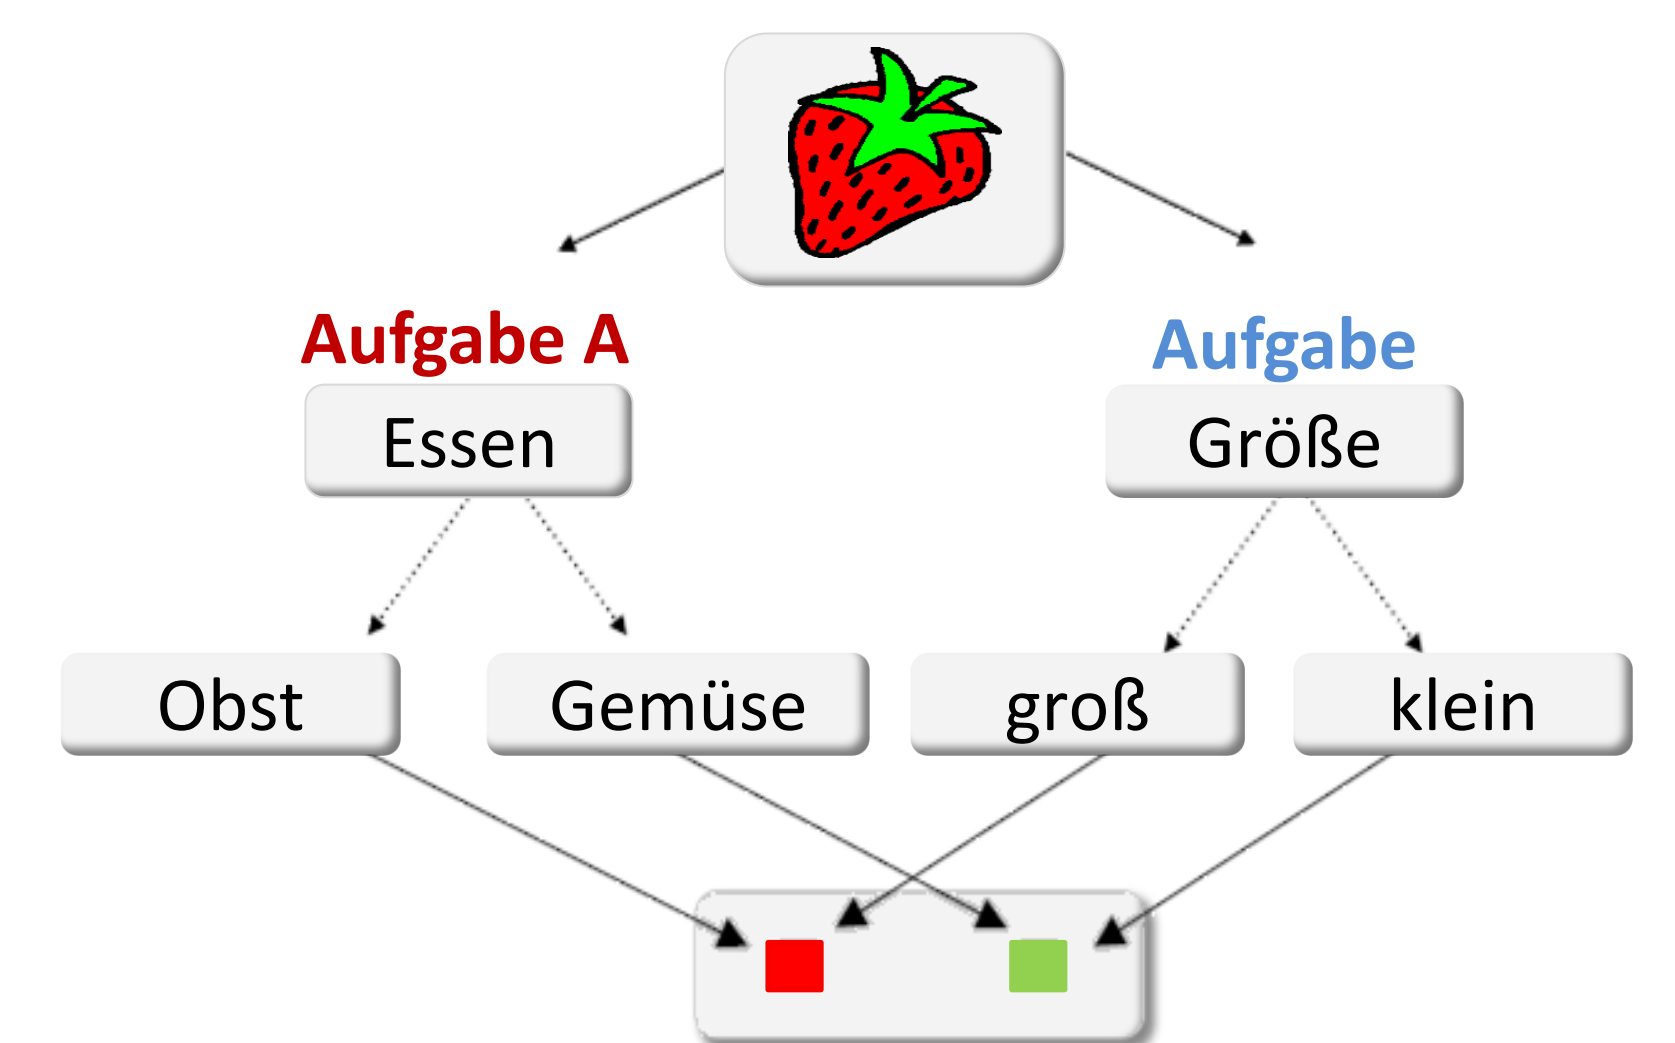 Aufgabe A
Aufgabe
Essen
Größe
Obst
Gemüse
groß
klein